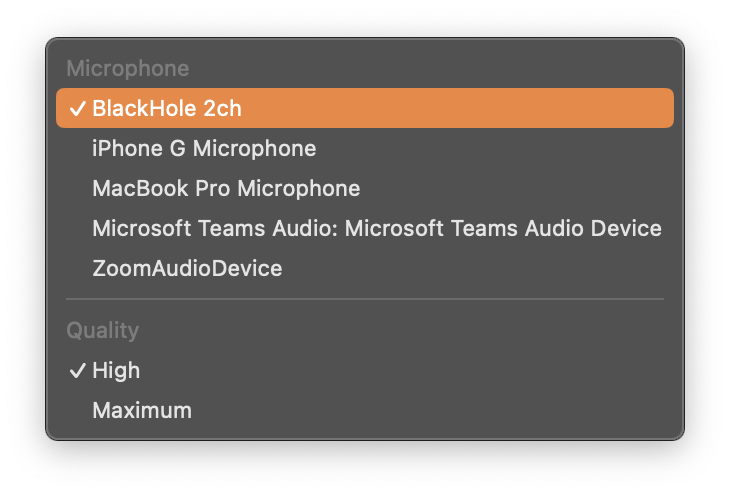 Microphone
✓ BlackHole 2ch
iPhone G Microphone
MacBook Pro Microphone
Microsoft Teams Audio: Microsoft Teams Audio Device
ZoomAudioDevice
Quality
✓ High
Maximum